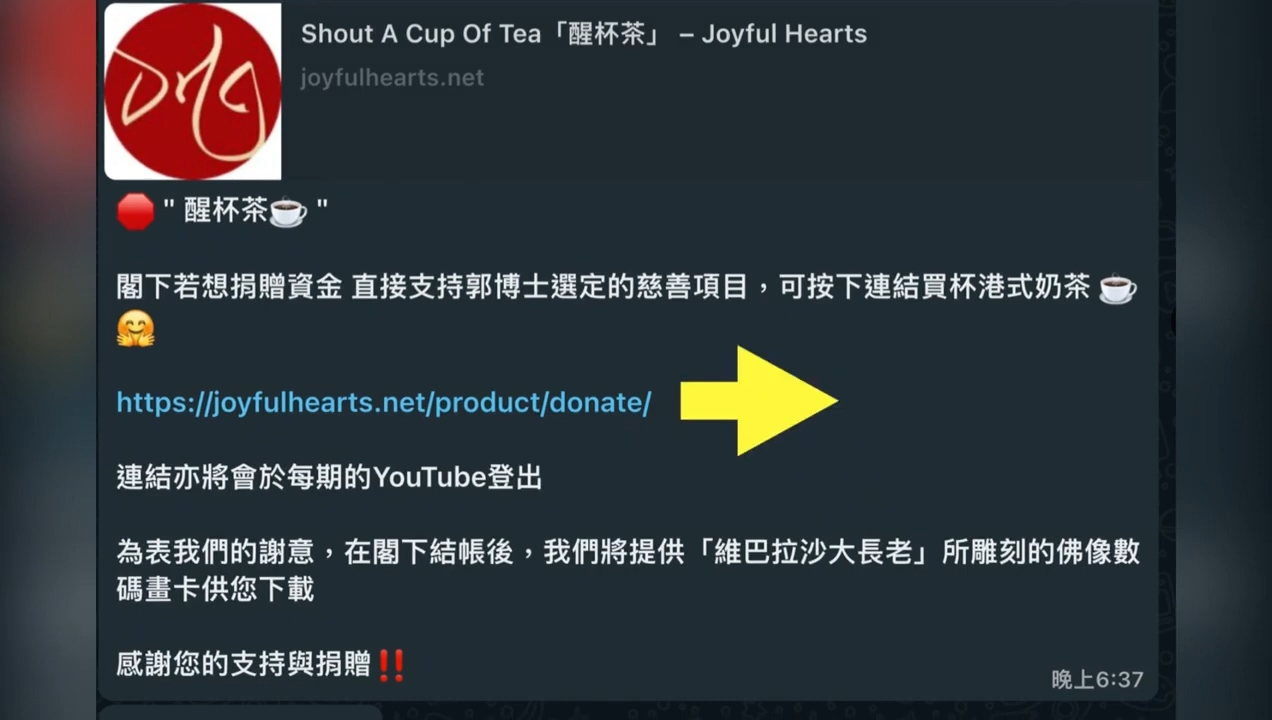 Shout A Cup Of Tea「醒杯茶」 – Joyful Hearts
joyfulhearts.net
" 醒杯茶☕ "
閣下若想捐贈資金 直接支持郭博士選定的慈善項目，可按下連結買杯港式奶茶 ☕
🤗
https://joyfulhearts.net/product/donate/
連結亦將會於每期的YouTube登出
為表我們的謝意，在閣下結帳後，我們將提供「維巴拉沙大長老」所雕刻的佛像數
碼畫卡供您下載
感謝您的支持與捐贈‼️
晚上6:37